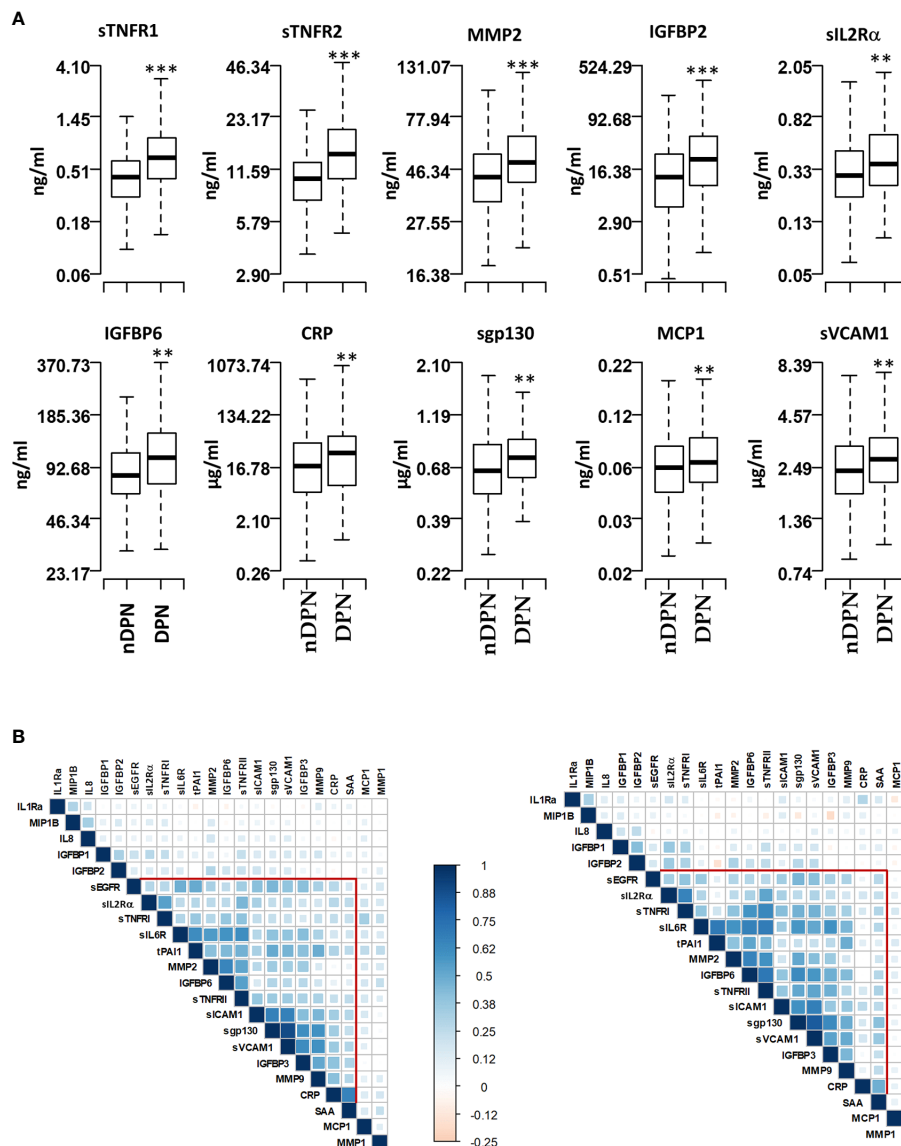 A
sTNFR1
sTNFR2
MMP2
IGFBP2
sIL2Rα
ng/ml
4.10
1.45
0.51
0.18
0.06
***
ng/ml
46.34
23.17
11.59
5.79
2.90
***
ng/ml
131.07
77.94
46.34
27.55
16.38
***
ng/ml
524.29
92.68
16.38
2.90
0.51
***
ng/ml
2.05
0.82
0.33
0.13
0.05
**
IGFBP6
CRP
sgp130
MCP1
sVCAM1
ng/ml
370.73
185.36
92.68
46.34
23.17
**
nDPN
DPN
µg/ml
1073.74
134.22
16.78
2.10
0.26
**
nDPN
DPN
µg/ml
2.10
1.19
0.68
0.39
0.22
**
nDPN
DPN
ng/ml
0.22
0.12
0.06
0.03
0.02
**
nDPN
DPN
µg/ml
8.39
4.57
2.49
1.36
0.74
**
nDPN
DPN
B
IL1Ra
MIP1B
IL8
IGFBP1
IGFBP2
sEGFR
sIL2Rα
sTNFRI
sIL6R
tPAI1
MMP2
IGFBP6
sTNFRII
sICAM1
sgp130
sVCAM1
IGFBP3
MMP9
CRP
SAA
MCP1
MMP1
IL1Ra
MIP1B
IL8
IGFBP1
IGFBP2
sEGFR
sIL2Rα
sTNFRI
sIL6R
tPAI1
MMP2
IGFBP6
sTNFRII
sICAM1
sgp130
sVCAM1
IGFBP3
MMP9
CRP
SAA
MCP1
MMP1
1
0.88
0.75
0.62
0.5
0.38
0.25
0.12
0
-0.12
-0.25
IL1Ra
MIP1B
IL8
IGFBP1
IGFBP2
sEGFR
sIL2Rα
sTNFRI
sIL6R
tPAI1
MMP2
IGFBP6
sTNFRII
sICAM1
sgp130
sVCAM1
IGFBP3
MMP9
CRP
SAA
MCP1
IL1Ra
MIP1B
IL8
IGFBP1
IGFBP2
sEGFR
sIL2Rα
sTNFRI
sIL6R
tPAI1
MMP2
IGFBP6
sTNFRII
sICAM1
sgp130
sVCAM1
IGFBP3
MMP9
CRP
SAA
MCP1
MMP1